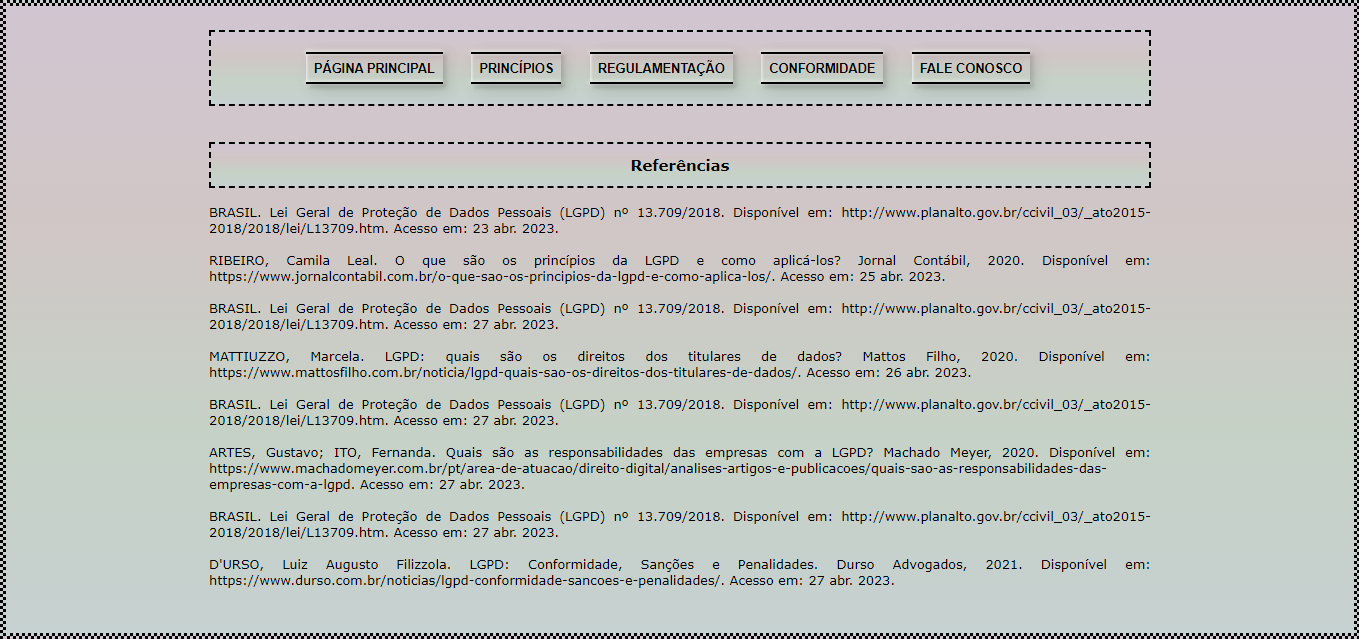 PÁGINA PRINCIPAL PRINCÍPIOS REGULAMENTAÇÃO CONFORMIDADE FALE CONOSCO
Referências
BRASIL. Lei Geral de Proteção de Dados Pessoais (LGPD) nº 13.709/2018. Disponível em: http://www.planalto.gov.br/ccivil_03/_ato2015-
2018/2018/lei/L13709.htm. Acesso em: 23 abr. 2023.
RIBEIRO, Camila Leal. O que são os princípios da LGPD e como aplicá-los? Jornal Contábil, 2020. Disponível em:
https://www.jornalcontabil.com.br/o-que-sao-os-principios-da-lgpd-e-como-aplica-los/. Acesso em: 25 abr. 2023.
BRASIL. Lei Geral de Proteção de Dados Pessoais (LGPD) nº 13.709/2018. Disponível em: http://www.planalto.gov.br/ccivil_03/_ato2015-
2018/2018/lei/L13709.htm. Acesso em: 27 abr. 2023.
MATTIUZZO, Marcela. LGPD: quais são os direitos dos titulares de dados? Mattos Filho, 2020. Disponível em:
https://www.mattosfilho.com.br/noticia/lgpd-quais-sao-os-direitos-dos-titulares-de-dados/. Acesso em: 26 abr. 2023.
BRASIL. Lei Geral de Proteção de Dados Pessoais (LGPD) nº 13.709/2018. Disponível em: http://www.planalto.gov.br/ccivil_03/_ato2015-
2018/2018/lei/L13709.htm. Acesso em: 27 abr. 2023.
ARTES, Gustavo; ITO, Fernanda. Quais são as responsabilidades das empresas com a LGPD? Machado Meyer, 2020. Disponível em:
https://www.machadomeyer.com.br/pt/area-de-atuacao/direito-digital/analises-artigos-e-publicacoes/quais-sao-as-responsabilidades-das-
empresas-com-a-lgpd. Acesso em: 27 abr. 2023.
BRASIL. Lei Geral de Proteção de Dados Pessoais (LGPD) nº 13.709/2018. Disponível em: http://www.planalto.gov.br/ccivil_03/_ato2015-
2018/2018/lei/L13709.htm. Acesso em: 27 abr. 2023.
D'URSO, Luiz Augusto Filizzola. LGPD: Conformidade, Sanções e Penalidades. Durso Advogados, 2021. Disponível em:
https://www.durso.com.br/noticias/lgpd-conformidade-sancoes-e-penalidades/. Acesso em: 27 abr. 2023.